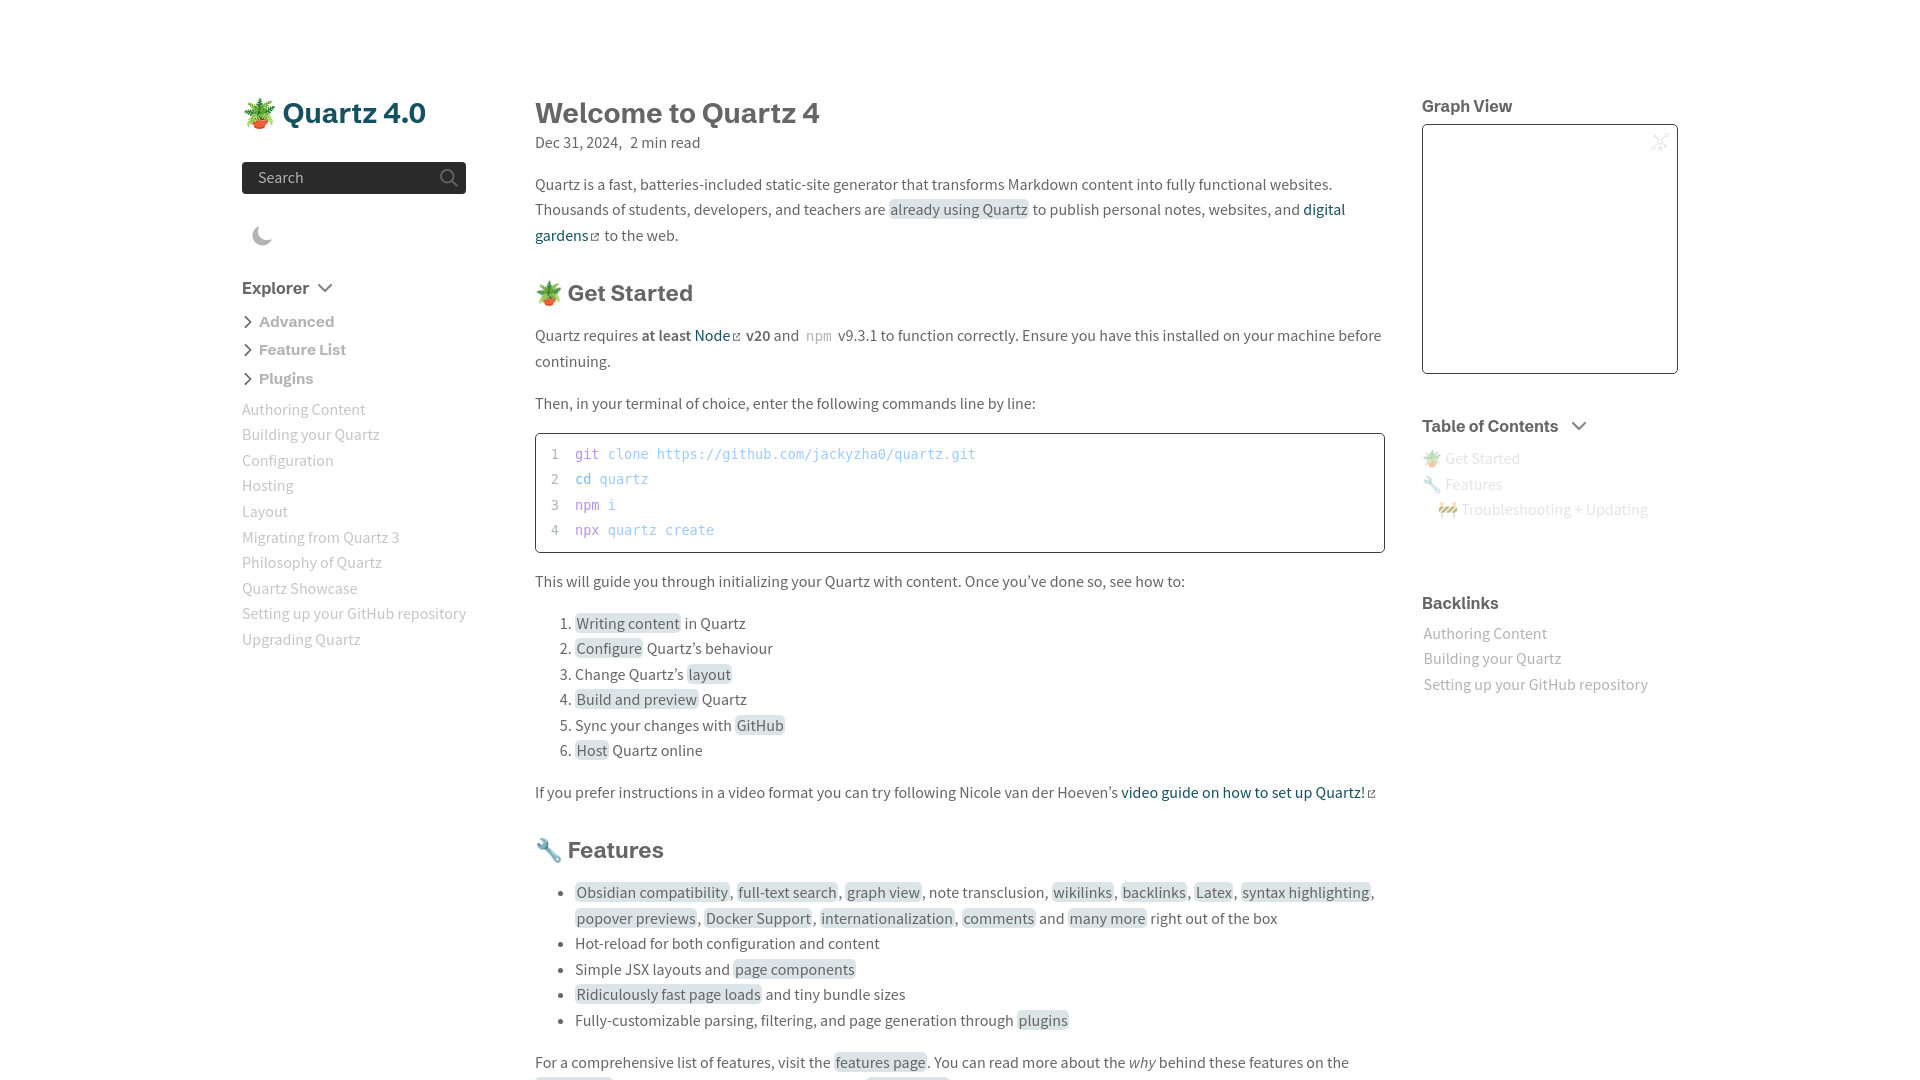 🪴 Quartz 4.0
Search
Explorer
Advanced
Feature List
Plugins
Authoring Content
Building your Quartz
Configuration
Hosting
Layout
Migrating from Quartz 3
Philosophy of Quartz
Quartz Showcase
Setting up your GitHub repository
Upgrading Quartz
Welcome to Quartz 4
Dec 31, 2024, 2 min read
Quartz is a fast, batteries-included static-site generator that transforms Markdown content into fully functional websites.
Thousands of students, developers, and teachers are already using Quartz to publish personal notes, websites, and digital
gardens to the web.
🪴 Get Started
Quartz requires at least Node v20 and npm v9.3.1 to function correctly. Ensure you have this installed on your machine before
continuing.
Then, in your terminal of choice, enter the following commands line by line:
1 git clone https://github.com/jackyzha0/quartz.git
2 cd quartz
3 npm i
4 npx quartz create
This will guide you through initializing your Quartz with content. Once you’ve done so, see how to:
1. Writing content in Quartz
2. Configure Quartz’s behaviour
3. Change Quartz’s layout
4. Build and preview Quartz
5. Sync your changes with GitHub
6. Host Quartz online
If you prefer instructions in a video format you can try following Nicole van der Hoeven’s video guide on how to set up Quartz!
🔧 Features
• Obsidian compatibility, full-text search, graph view, note transclusion, wikilinks, backlinks, Latex, syntax highlighting,
popover previews, Docker Support, internationalization, comments and many more right out of the box
• Hot-reload for both configuration and content
• Simple JSX layouts and page components
• Ridiculously fast page loads and tiny bundle sizes
• Fully-customizable parsing, filtering, and page generation through plugins
For a comprehensive list of features, visit the features page. You can read more about the why behind these features on the
Graph View
Table of Contents
🪴 Get Started
🔧 Features
🚧 Troubleshooting + Updating
Backlinks
Authoring Content
Building your Quartz
Setting up your GitHub repository